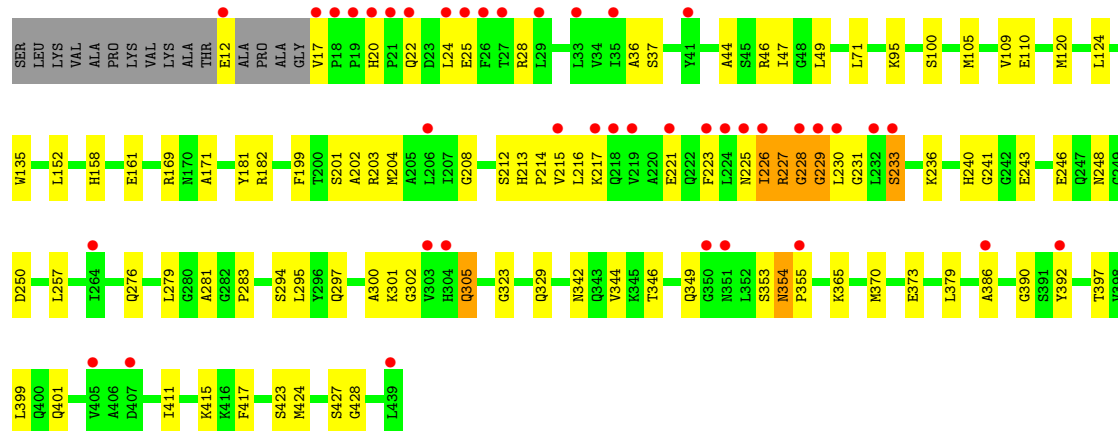 SER LEU LYS VAL ALA PRO LYS VAL LYS ALA THR E12 ALA PRO ALA GLY V17 P18 P19 H20 P21 Q22 D23 L24 E25 F26 T27 R28 L29 L33 V34 I35 A36 S37 Y41 A44 S45 R46 I47 G48 L49 L71 K95 S100 M105 V109 E110 M120 L124
W135 L152 H158 E161 R169 N170 A171 Y181 R182 F199 T200 S201 A202 R203 M204 A205 L206 I207 G208 S212 H213 P214 V215 L216 K217 Q218 V219 A220 E221 Q222 F223 L224 N225 I226 R227 G228 G229 L230 G231 L232 S233 K236 H240 G241 G242 E243 E246 Q247 N248 G249
D250 L257 I264 Q276 L279 G280 A281 G282 P283 S294 L295 Y296 Q297 A300 K301 G302 V303 H304 Q305 G323 Q329 N342 Q343 V344 K345 T346 Q349 G350 N351 L352 S353 N354 P355 K365 M370 E373 L379 A386 G390 S391 Y392 T397 V398
L399 Q400 Q401 V405 A406 D407 I411 K415 K416 F417 S423 M424 S427 G428 L439